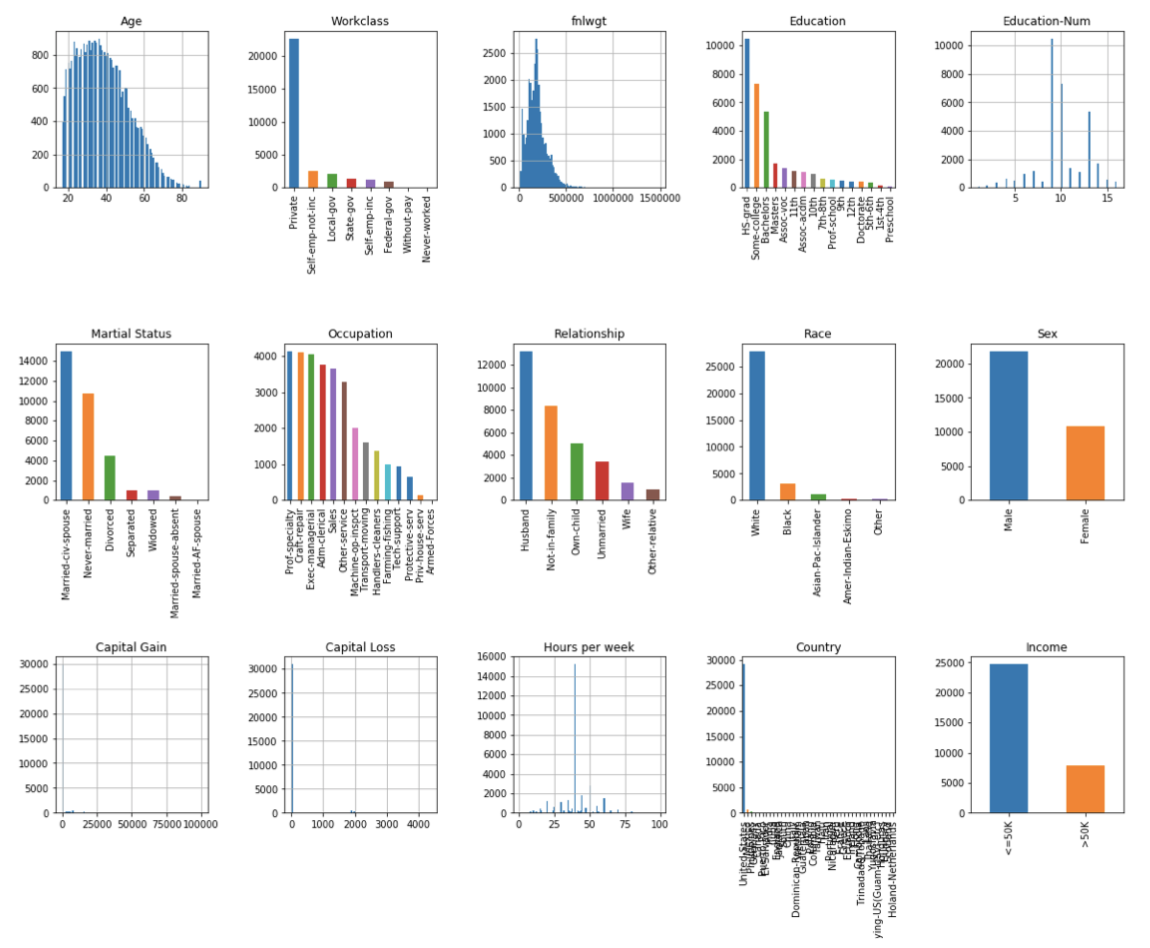 Age
Workclass
fnlwgt
Education
Education-Num
800
600
400
200
0
20
40
60
80
20000
15000
10000
5000
0
Private
Self-emp-not-inc
Local-gov
State-gov
Self-emp-inc
Federal-gov
Without-pay
Never-worked
2500
2000
1500
1000
500
0
0
500000
1000000
1500000
10000
8000
6000
4000
2000
0
HS-grad
Some-college
Bachelors
Masters
Assoc-voc
11th
Assoc-acdm
10th
7th-8th
Prof-school
9th
12th
Doctorate
5th-6th
1st-4th
Preschool
10000
8000
6000
4000
2000
0
5
10
15
Martial Status
Occupation
Relationship
Race
Sex
14000
12000
10000
8000
6000
4000
2000
0
Married-civ-spouse
Never-married
Divorced
Separated
Widowed
Married-spouse-absent
Married-AF-spouse
4000
3000
2000
1000
0
Prof-specialty
Craft-repair
Exec-managerial
Adm-clerical
Sales
Other-service
Machine-op-inspct
Transport-moving
Handlers-cleaners
Farming-fishing
Tech-support
Protective-serv
Priv-house-serv
Armed-Forces
12000
10000
8000
6000
4000
2000
0
Husband
Not-in-family
Own-child
Unmarried
Wife
Other-relative
25000
20000
15000
10000
5000
0
White
Black
Asian-Pac-Islander
Amer-Indian-Eskimo
Other
20000
15000
10000
5000
0
Male
Female
Capital Gain
Capital Loss
Hours per week
Country
Income
30000
25000
20000
15000
10000
5000
0
0
25000
50000
75000
100000
30000
25000
20000
15000
10000
5000
0
0
1000
2000
3000
4000
16000
14000
12000
10000
8000
6000
4000
2000
0
0
25
50
75
100
30000
25000
20000
15000
10000
5000
0
United-States
Dominican-Republic
Holand-Netherlands
25000
20000
15000
10000
5000
0
<=50K
>50K